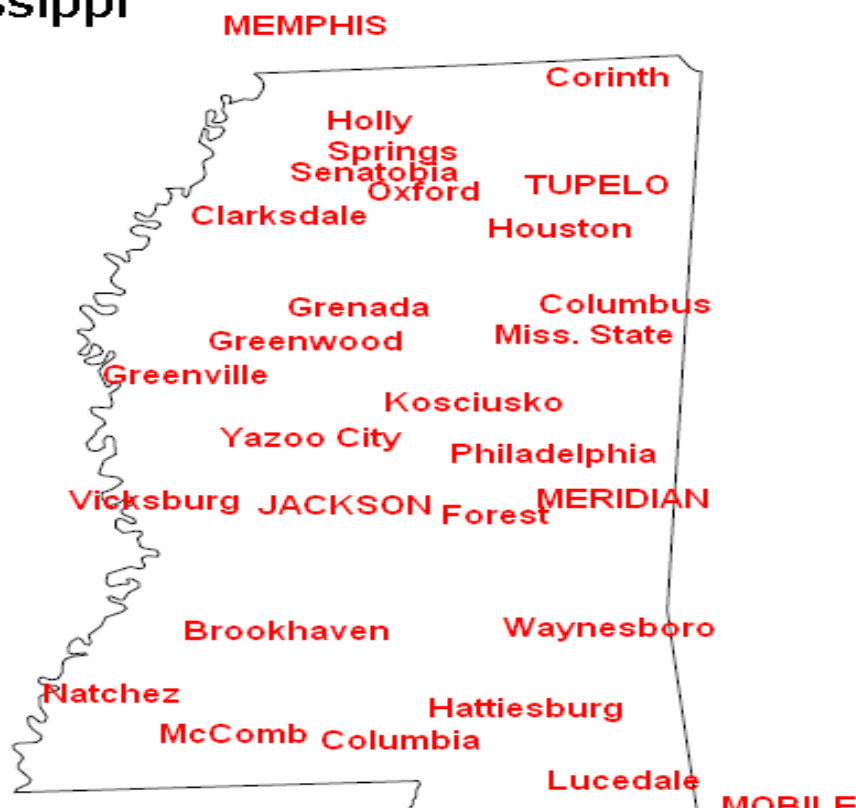 ssippi
MEMPHIS
Corinth
Holly
Springs
Senatobia
Oxford
TUPELO
Clarksdale
Houston
Grenada
Columbus
Greenwood
Miss. State
Greenville
Kosciusko
Yazoo City
Philadelphia
Vicksburg
JACKSON
Forest
MERIDIAN
Brookhaven
Waynesboro
Natchez
Hattiesburg
McComb
Columbia
Lucedale
MOBILE